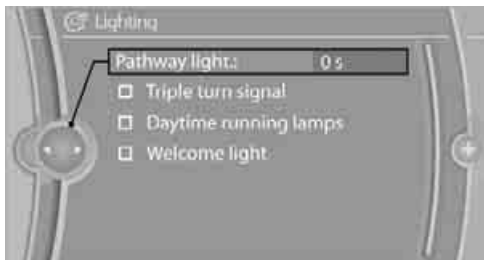 Lighting
Pathway light.: 0 s
Triple turn signal
Daytime running lamps
Welcome light